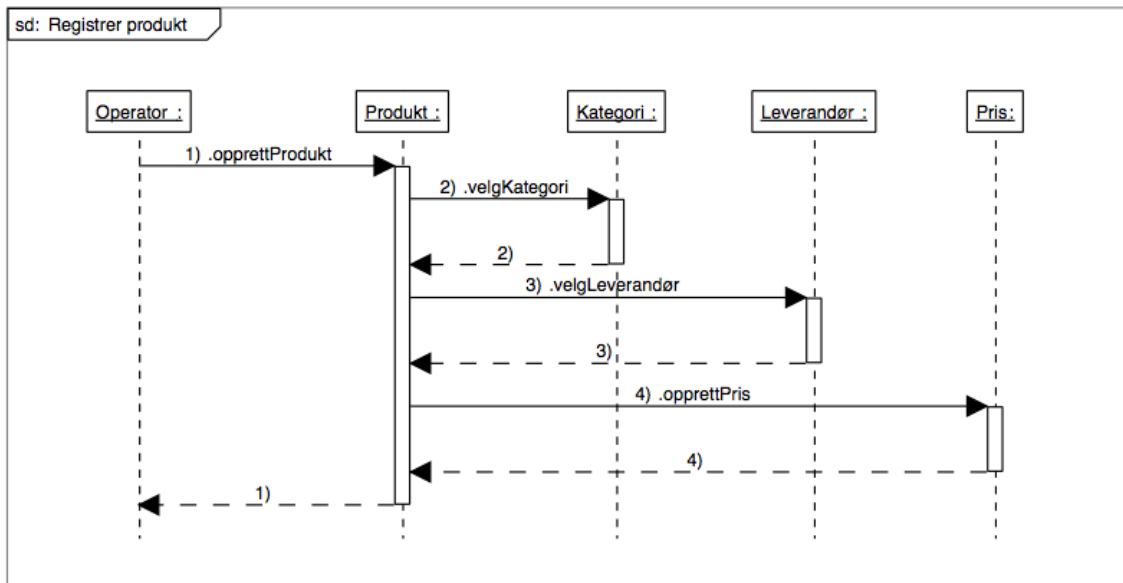 sd: Registrer produkt
Operator :
Produkt :
Kategori :
Leverandør :
Pris:
1) .opprettProdukt
2) .velgKategori
2)
3) .velgLeverandør
3)
4) .opprettPris
4)
1)